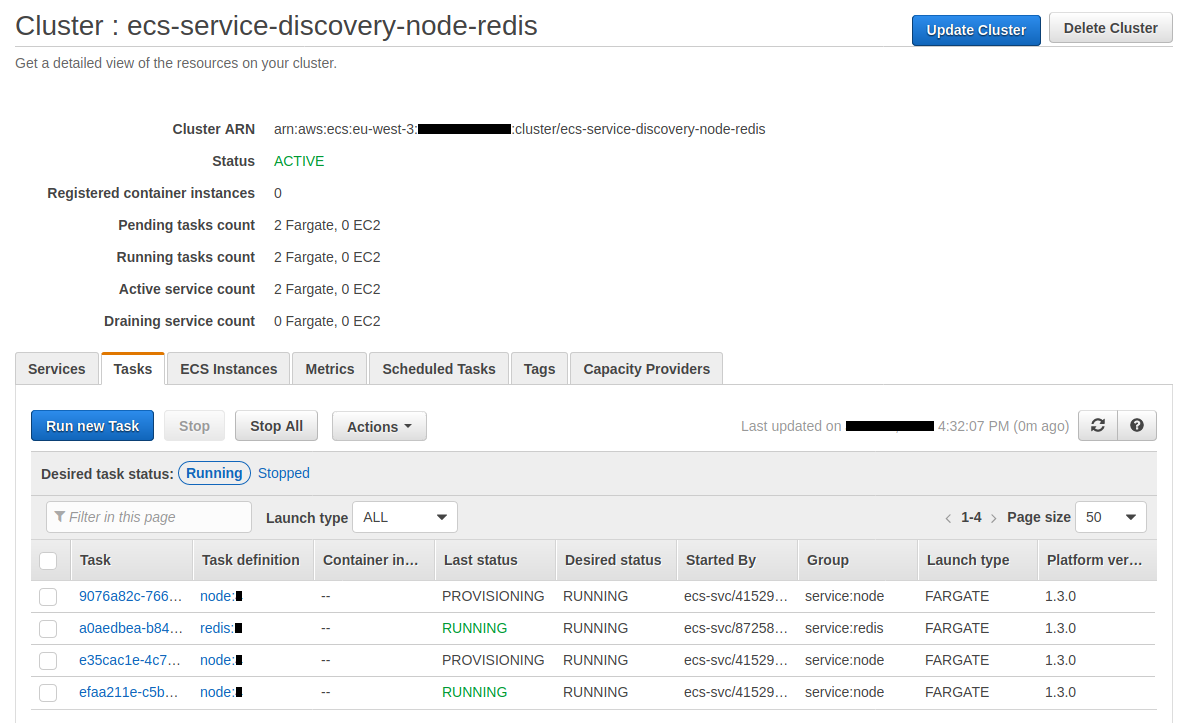 Cluster : ecs-service-discovery-node-redis
Update Cluster Delete Cluster
Get a detailed view of the resources on your cluster.
Cluster ARN arn:aws:ecs:eu-west-3: :cluster/ecs-service-discovery-node-redis
Status ACTIVE
Registered container instances 0
Pending tasks count 2 Fargate, 0 EC2
Running tasks count 2 Fargate, 0 EC2
Active service count 2 Fargate, 0 EC2
Draining service count 0 Fargate, 0 EC2
Services Tasks ECS Instances Metrics Scheduled Tasks Tags Capacity Providers
Run new Task Stop Stop All Actions Last updated on 4:32:07 PM (0m ago)
Desired task status: Running Stopped
Filter in this page Launch type ALL 1-4 Page size 50
Task Task definition Container in... Last status Desired status Started By Group Launch type Platform ver...
9076a82c-766... node: -- PROVISIONING RUNNING ecs-svc/41529... service:node FARGATE 1.3.0
a0aedbea-b84... redis: -- RUNNING RUNNING ecs-svc/87258... service:redis FARGATE 1.3.0
e35cac1e-4c7... node: -- PROVISIONING RUNNING ecs-svc/41529... service:node FARGATE 1.3.0
efaa211e-c5b... node: -- RUNNING RUNNING ecs-svc/41529... service:node FARGATE 1.3.0